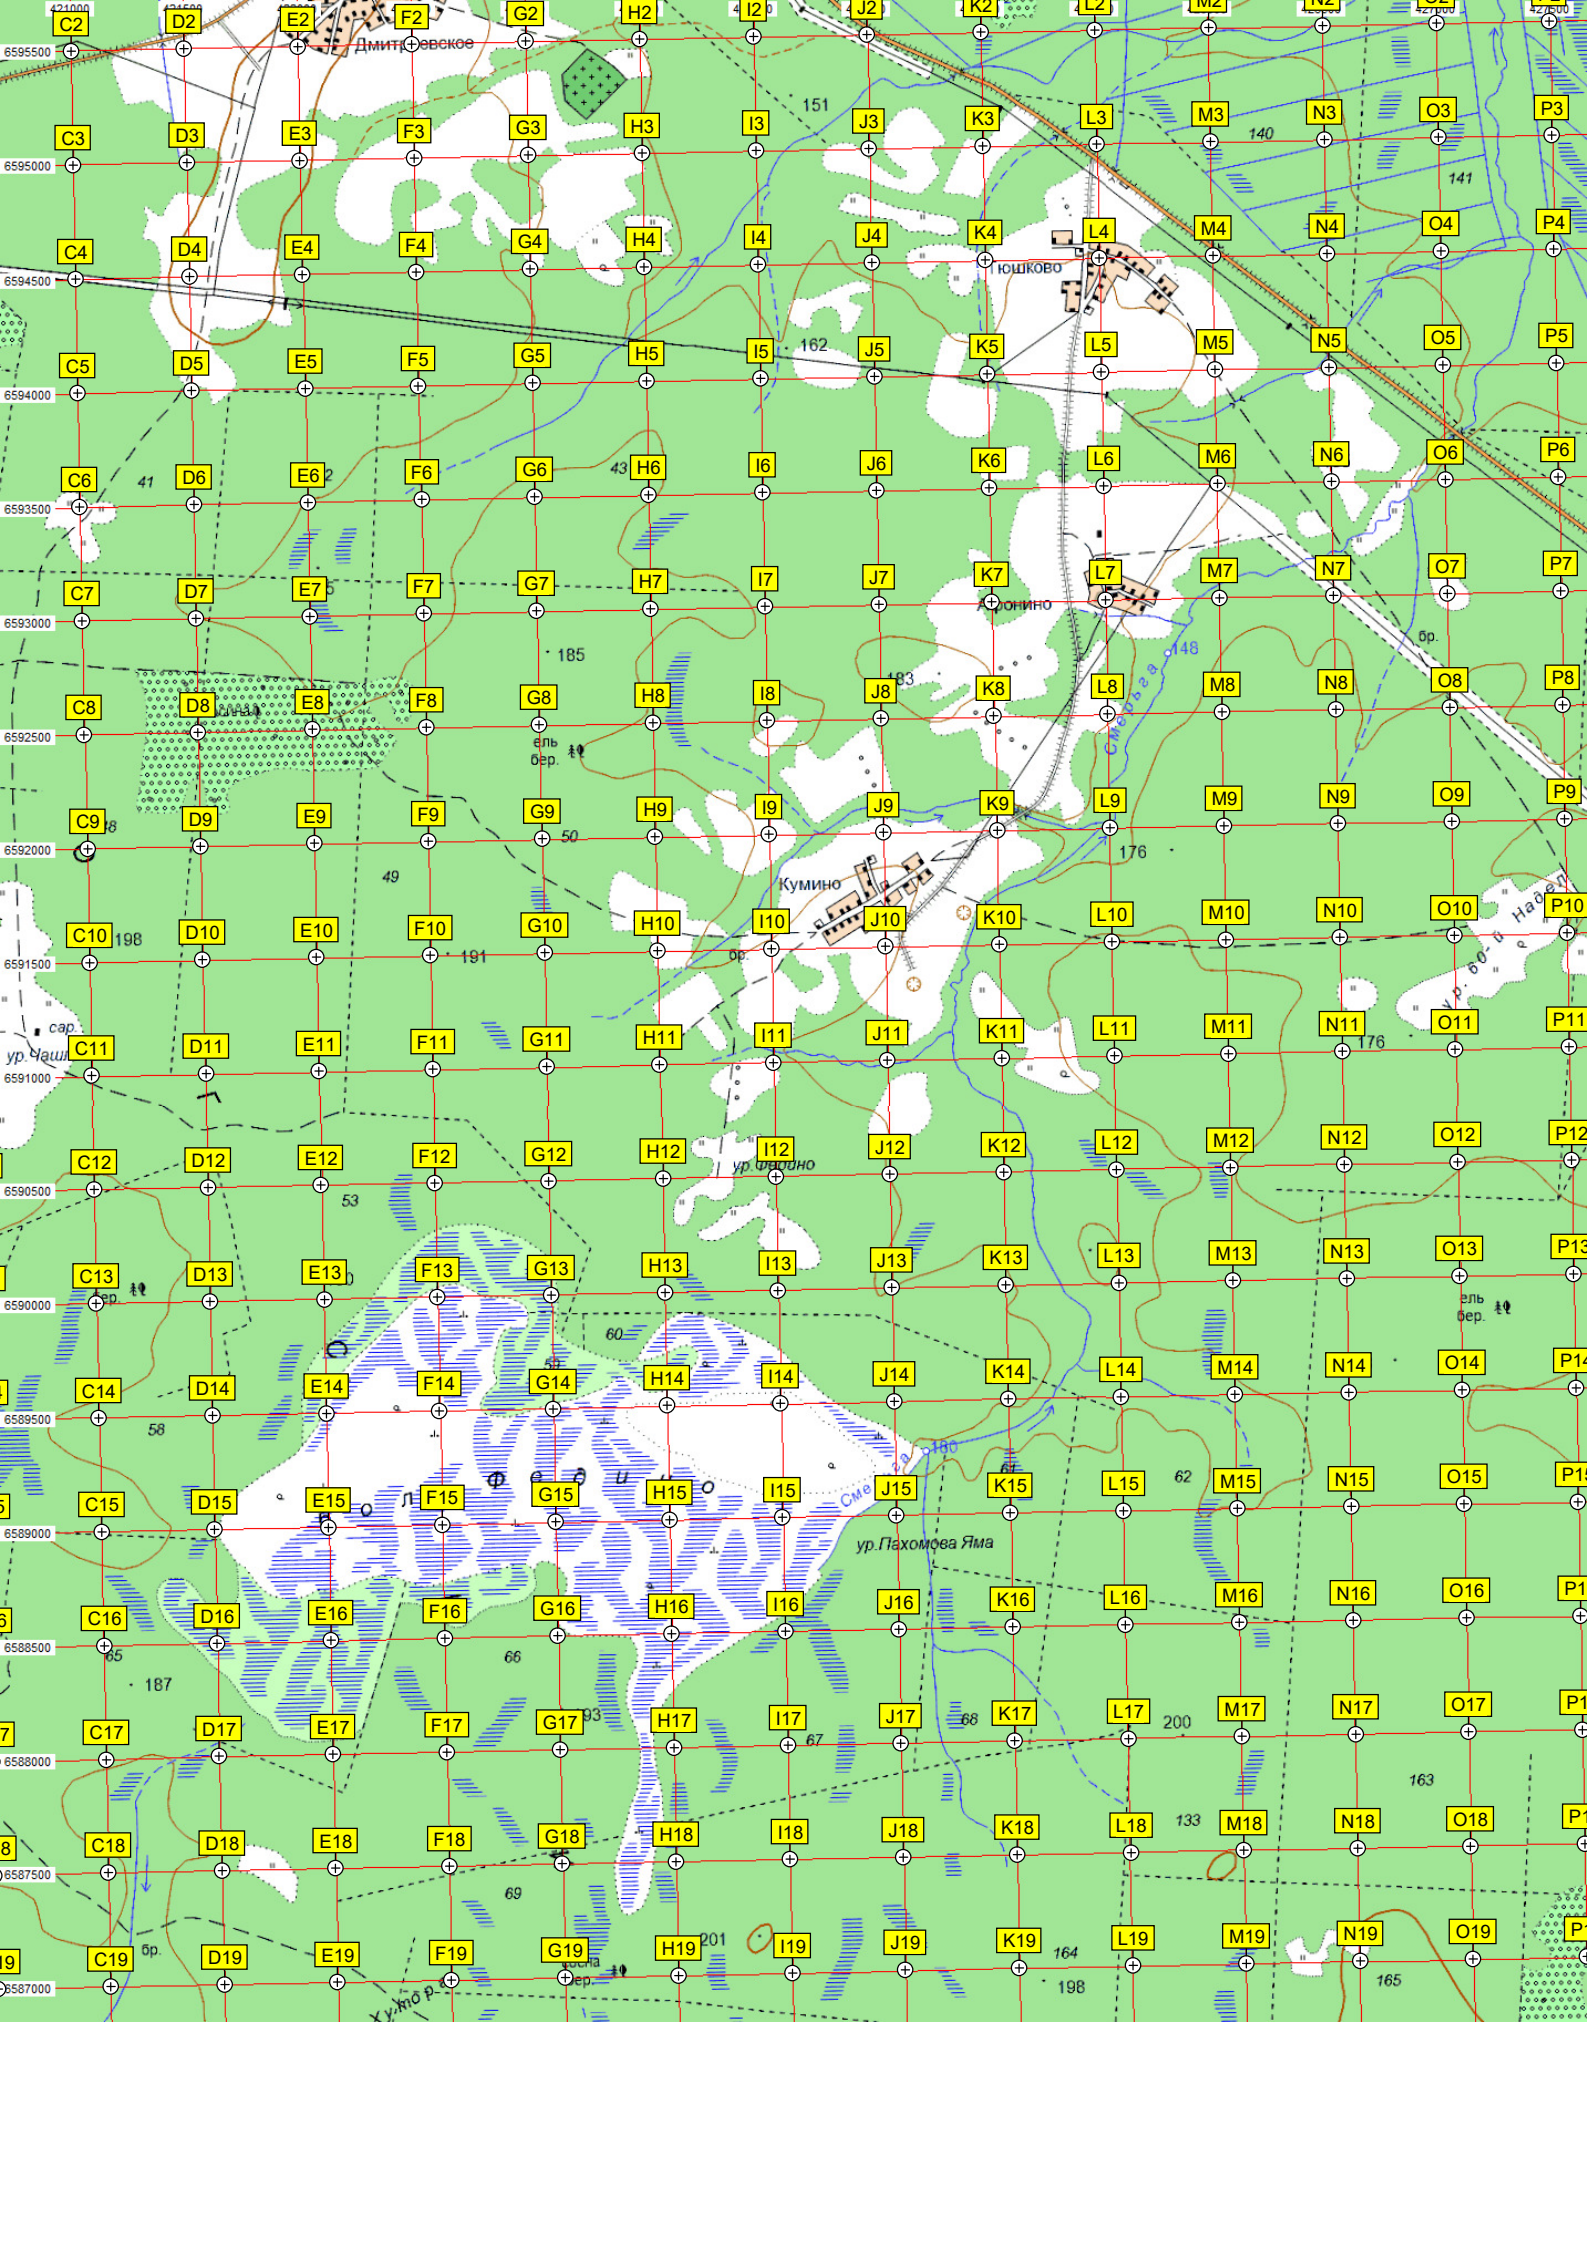 421000
C2 D2 E2 F2 G2 H2 I2 J2 K2 L2 M2 N2 O2
6595500
Дмитриевское
151
C3 D3 E3 F3 G3 H3 I3 J3 K3 L3 M3 N3 O3 P3
140
6595000
141
C4 D4 E4 F4 G4 H4 I4 J4 K4 L4 M4 N4 O4 P4
Тюшково
6594500
162
C5 D5 E5 F5 G5 H5 I5 J5 K5 L5 M5 N5 O5 P5
6594000
C6 D6 E6 F6 G6 H6 I6 J6 K6 L6 M6 N6 O6 P6
41
43
6593500
C7 D7 E7 F7 G7 H7 I7 J7 K7 L7 M7 N7 O7 P7
6593000
бр.
148
185
C8 D8 E8 F8 G8 H8 I8 J8 K8 L8 M8 N8 O8 P8
Смерьга
6592500
ель
бер.
C9 D9 E9 F9 G9 H9 I9 J9 K9 L9 M9 N9 O9 P9
50
6592000
176
49
Кумино
ур. 60-й Надел
C10 D10 E10 F10 G10 H10 I10 J10 K10 L10 M10 N10 O10 P10
198
191
бр.
6591500
сар.
C11 D11 E11 F11 G11 H11 I11 J11 K11 L11 M11 N11 O11 P11
176
6591000
C12 D12 E12 F12 G12 H12 I12 J12 K12 L12 M12 N12 O12 P12
ур.Федино
6590500
53
C13 D13 E13 F13 G13 H13 I13 J13 K13 L13 M13 N13 O13 P13
бер.
ель
бер.
6590000
60
59
C14 D14 E14 F14 G14 H14 I14 J14 K14 L14 M14 N14 O14 P14
6589500
58
180
61
62
Федино
C15 D15 E15 F15 G15 H15 I15 J15 K15 L15 M15 N15 O15
6589000
ур.Пахомова Яма
C16 D16 E16 F16 G16 H16 I16 J16 K16 L16 M16 N16 O16
6588500
65
66
187
C17 D17 E17 F17 G17 H17 I17 J17 K17 L17 M17 N17 O17
68
200
67
6588000
163
133
C18 D18 E18 F18 G18 H18 I18 J18 K18 L18 M18 N18 O18
6587500
69
C19 D19 E19 F19 G19 H19 I19 J19 K19 L19 M19 N19 O19
бр.
201
164
сосна
бер.
198
165
6587000
Хутор